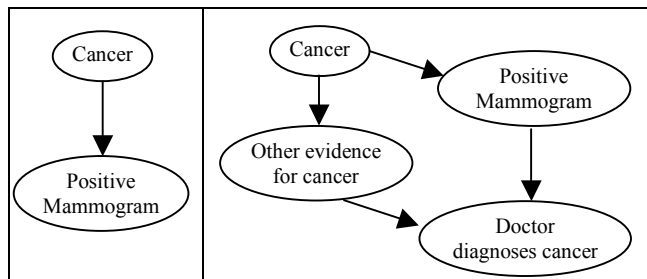 Cancer
Positive
Mammogram
Cancer
Positive
Mammogram
Other evidence
for cancer
Doctor
diagnoses cancer